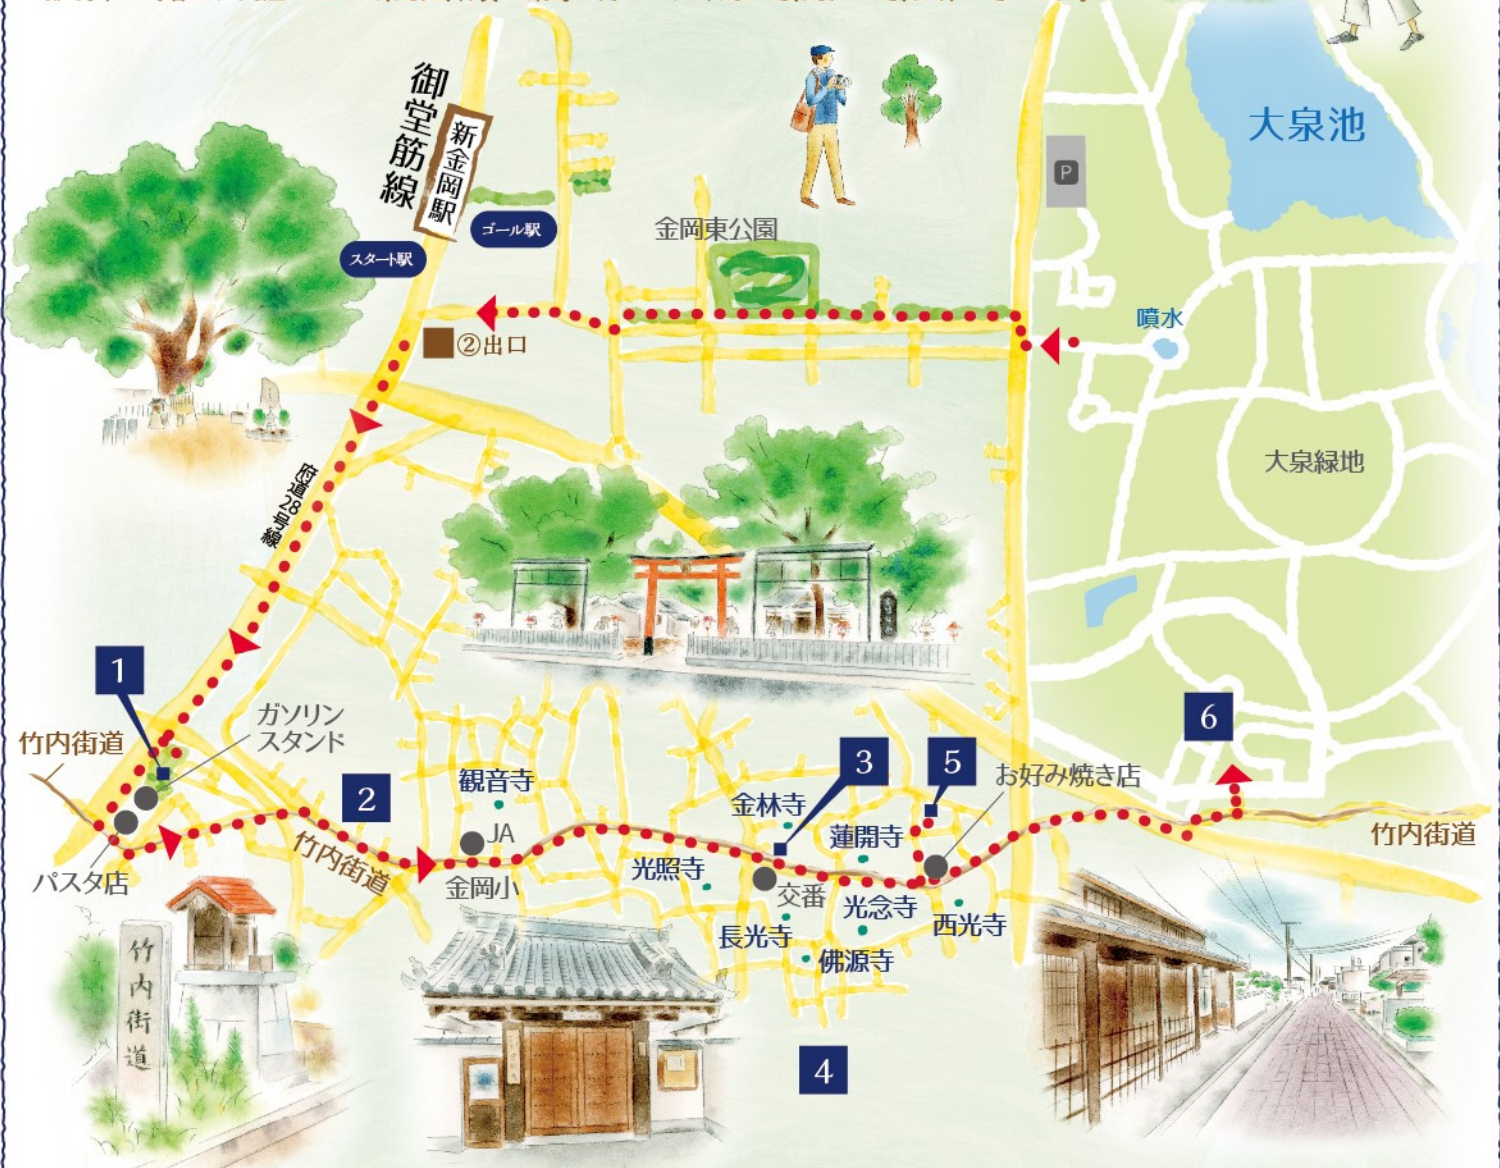 大泉池
御堂筋線
新金岡駅
P
ゴール駅
金岡東公園
スタート駅
噴水
②出口
大泉緑地
府道28号線
1
6
ガソリン
スタンド
竹内街道
3
5
お好み焼き店
観音寺
2
金林寺
JA
蓮開寺
竹内街道
竹内街道
光照寺
パスタ店
金岡小
交番
光念寺
西光寺
長光寺
佛源寺
竹内街道
4